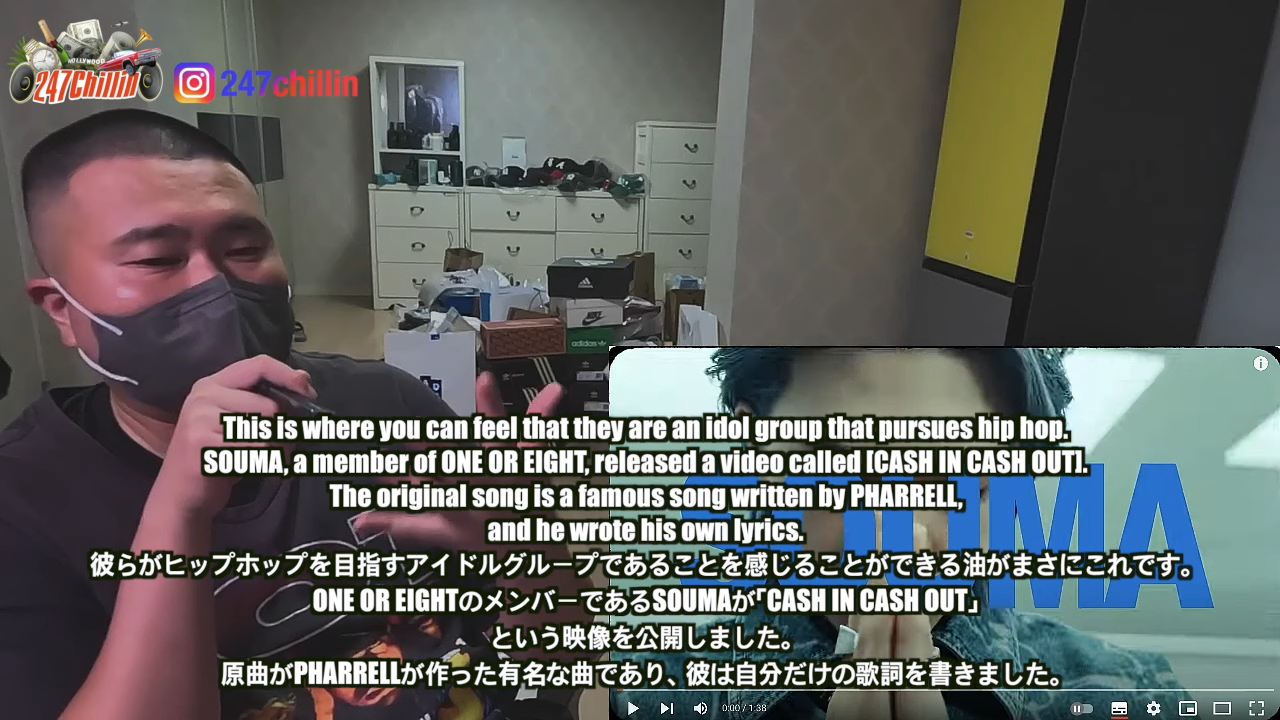 247Chillin
247chillin
HOLLYWOOD
adidas
adidas
SOUMA
This is where you can feel that they are an idol group that pursues hip hop.
SOUMA, a member of ONE OR EIGHT, released a video called [CASH IN CASH OUT].
The original song is a famous song written by PHARRELL,
and he wrote his own lyrics.
彼らがヒップホップを目指すアイドルグループであることを感じることができる油がまさにこれです。
ONE OR EIGHTのメンバーであるSOUMAが「CASH IN CASH OUT」
という映像を公開しました。
原曲がPHARRELLが作った有名な曲であり、彼は自分だけの歌詞を書きました。
0:00 / 1:38